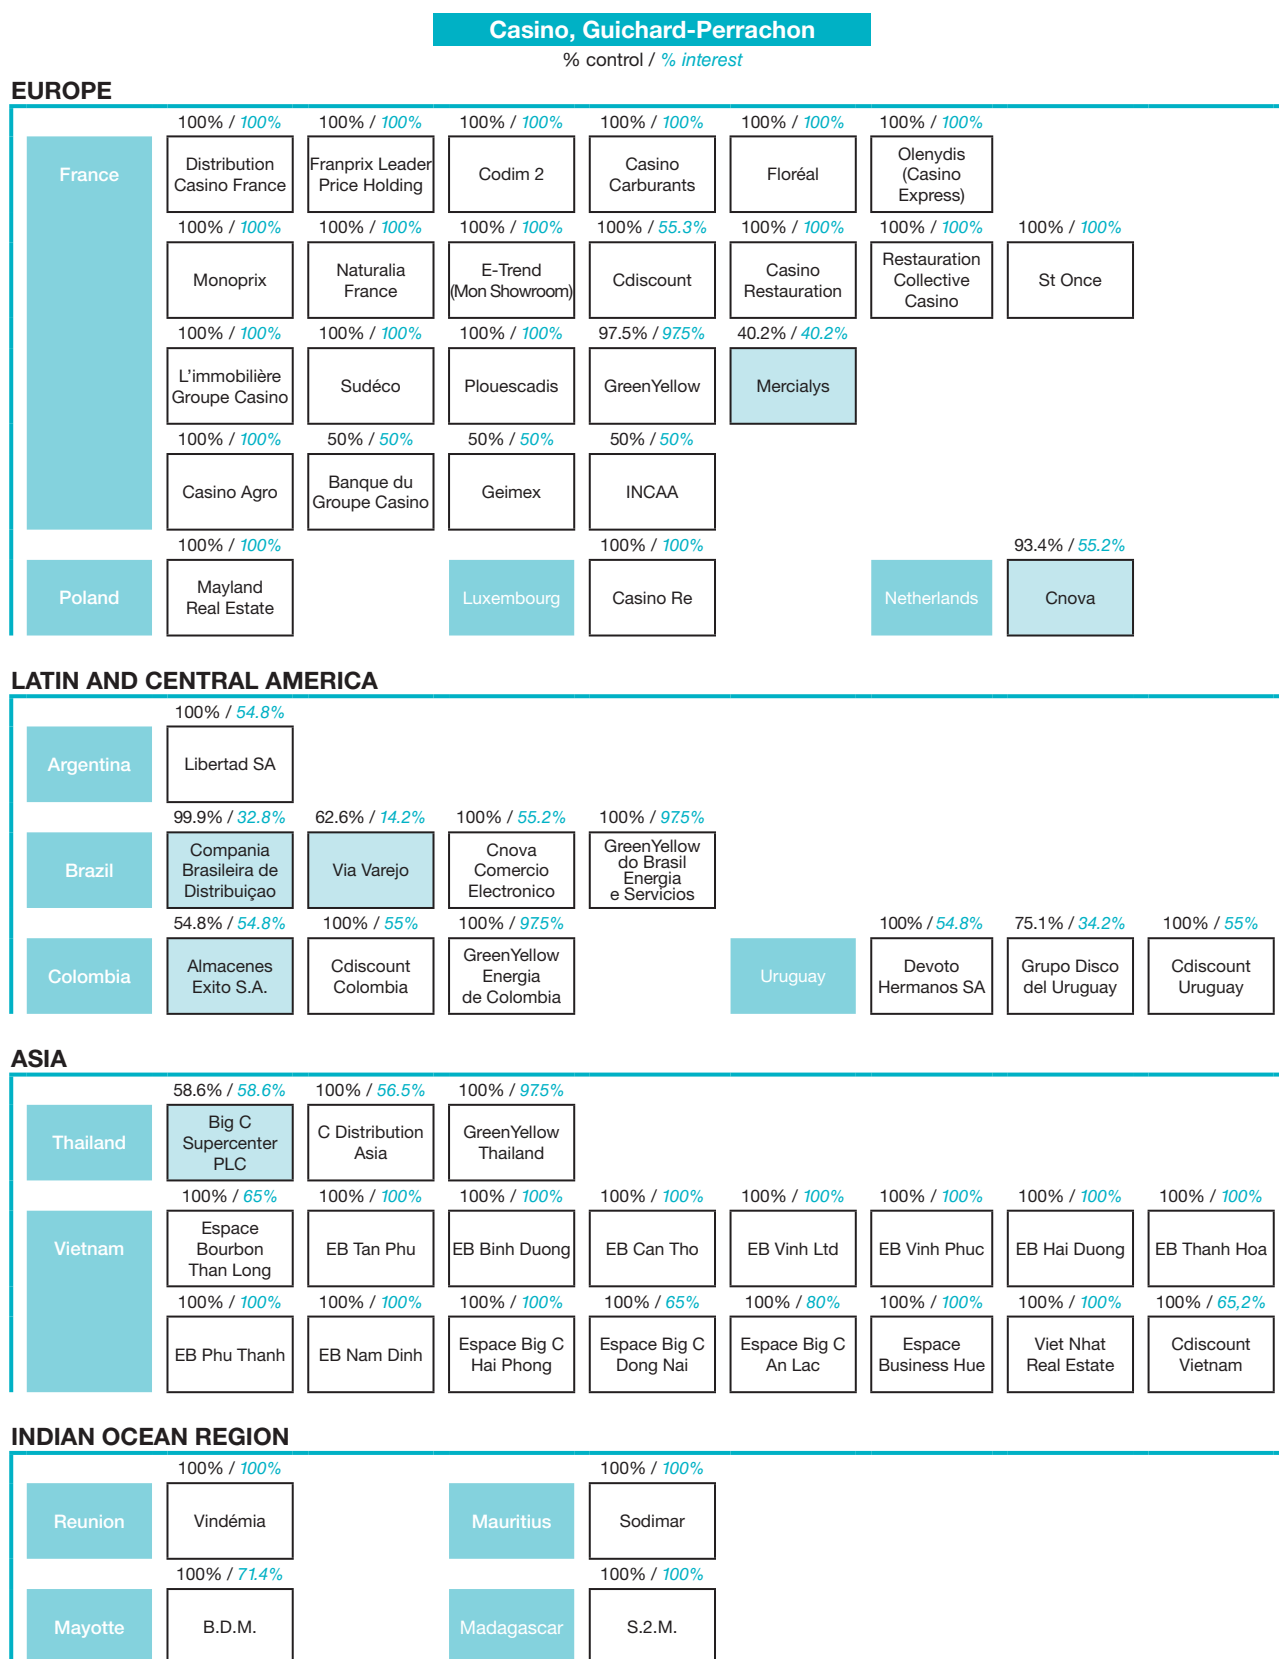 Casino, Guichard-Perrachon
% control / % interest
EUROPE
100% / 100% 100% / 100% 100% / 100% 100% / 100% 100% / 100% 100% / 100%
France
Distribution
Casino France
Franprix Leader
Price Holding
Codim 2
Casino
Carburants
Floréal
Olenydis
(Casino
Express)
100% / 100% 100% / 100% 100% / 100% 100% / 55.3% 100% / 100% 100% / 100% 100% / 100%
Monoprix
Naturalia
France
E-Trend
(Mon Showroom)
Cdiscount
Casino
Restauration
Restauration
Collective
Casino
St Once
100% / 100% 100% / 100% 100% / 100% 97.5% / 97.5% 40.2% / 40.2%
L'immobilière
Groupe Casino
Sudéco
Plouescadis
GreenYellow
Mercialys
100% / 100% 50% / 50% 50% / 50% 50% / 50%
Casino Agro
Banque du
Groupe Casino
Geimex
INCAA
100% / 100% 100% / 100% 93.4% / 55.2%
Poland
Mayland
Real Estate
Luxembourg
Casino Re
Netherlands
Cnova
LATIN AND CENTRAL AMERICA
100% / 54.8%
Argentina
Libertad SA
99.9% / 32.8% 62.6% / 14.2% 100% / 55.2% 100% / 97.5%
Brazil
Compania
Brasileira de
Distribuiçao
Via Varejo
Cnova
Comercio
Electronico
GreenYellow
do Brasil
Energia
e Servicios
54.8% / 54.8% 100% / 55% 100% / 97.5% 100% / 54.8% 75.1% / 34.2% 100% / 55%
Colombia
Almacenes
Exito S.A.
Cdiscount
Colombia
GreenYellow
Energia
de Colombia
Uruguay
Devoto
Hermanos SA
Grupo Disco
del Uruguay
Cdiscount
Uruguay
ASIA
58.6% / 58.6% 100% / 56.5% 100% / 97.5%
Thailand
Big C
Supercenter
PLC
C Distribution
Asia
GreenYellow
Thailand
100% / 65% 100% / 100% 100% / 100% 100% / 100% 100% / 100% 100% / 100% 100% / 100% 100% / 100%
Vietnam
Espace
Bourbon
Than Long
EB Tan Phu
EB Binh Duong
EB Can Tho
EB Vinh Ltd
EB Vinh Phuc
EB Hai Duong
EB Thanh Hoa
100% / 100% 100% / 100% 100% / 100% 100% / 65% 100% / 80% 100% / 100% 100% / 100% 100% / 65,2%
EB Phu Thanh
EB Nam Dinh
Espace Big C
Hai Phong
Espace Big C
Dong Nai
Espace Big C
An Lac
Espace
Business Hue
Viet Nhat
Real Estate
Cdiscount
Vietnam
INDIAN OCEAN REGION
100% / 100% 100% / 100%
Reunion
Vindémia
Mauritius
Sodimar
100% / 71.4% 100% / 100%
Mayotte
B.D.M.
Madagascar
S.2.M.